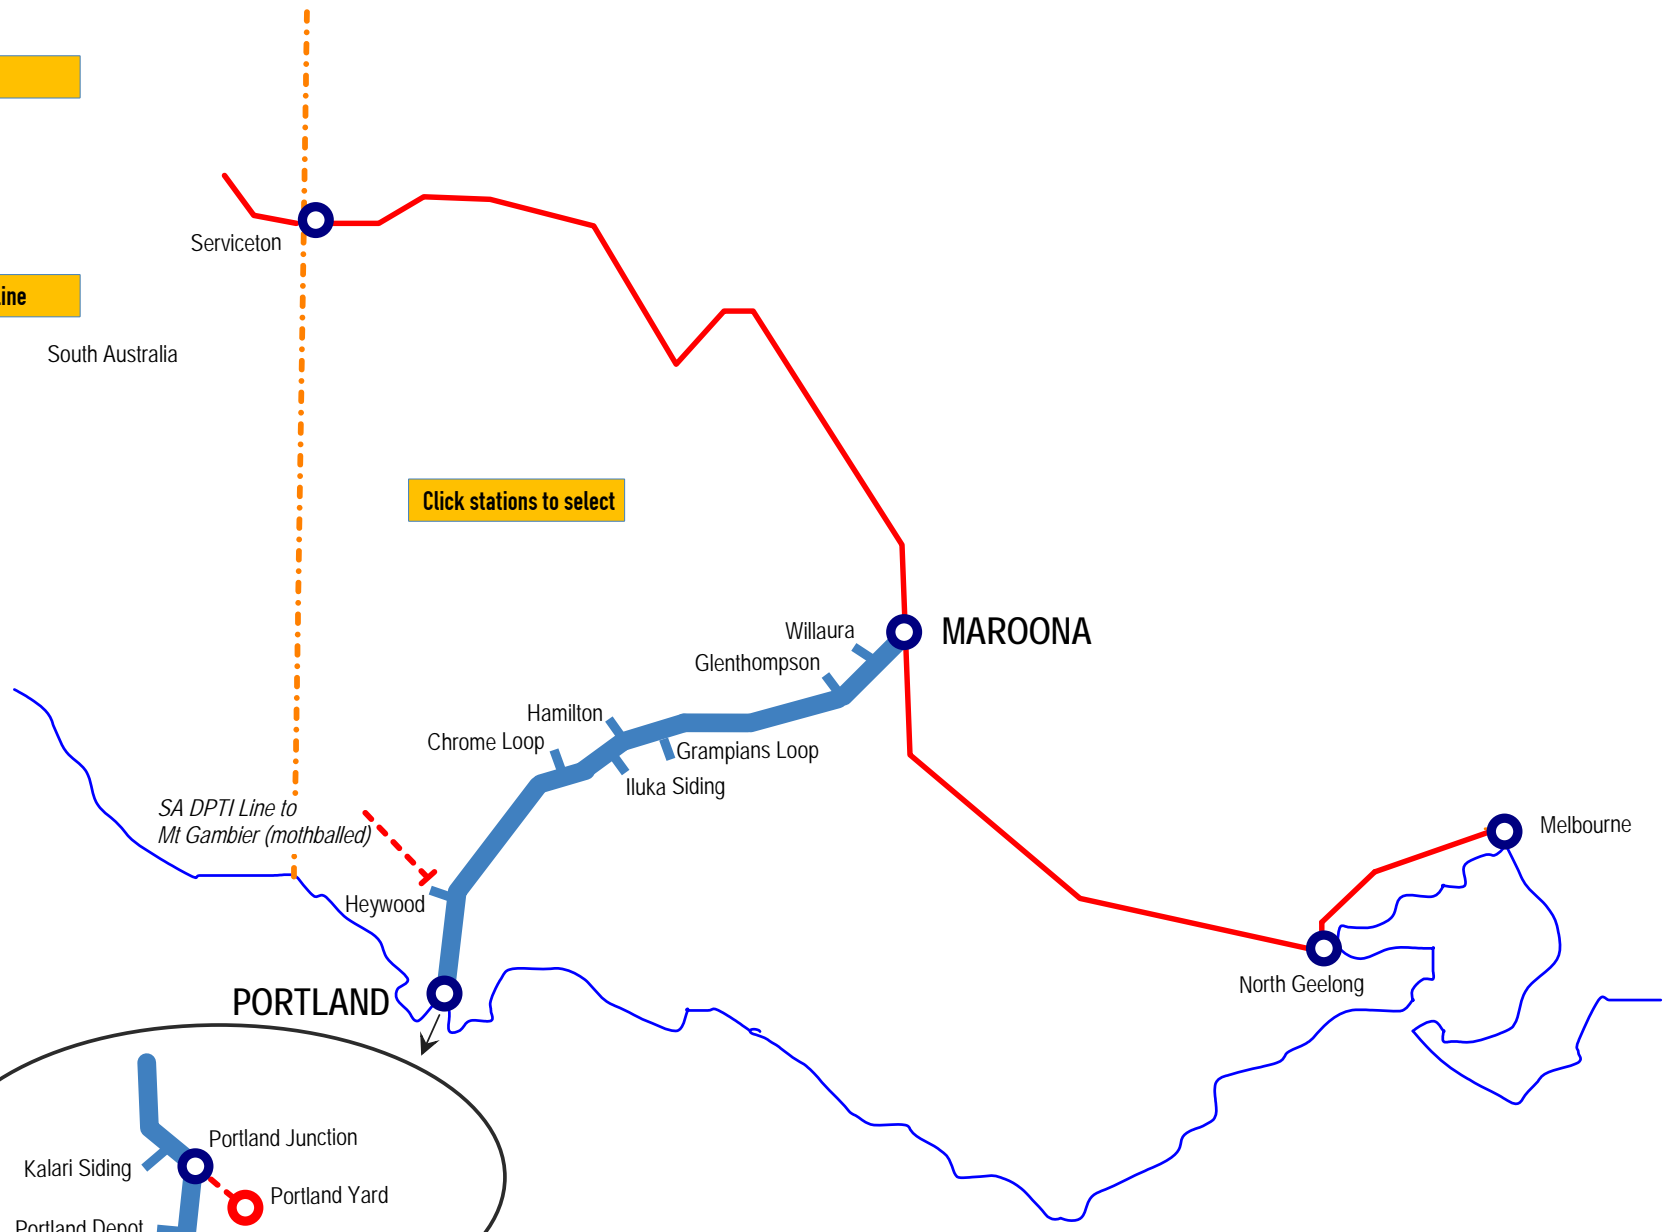 Serviceton
ine
South Australia
Click stations to select
Willaura
MAROONA
Glenthompson
Hamilton
Chrome Loop
Grampians Loop
Iluka Siding
SA DPTI Line to
Mt Gambier (mothballed)
Melbourne
Heywood
North Geelong
PORTLAND
Portland Junction
Kalari Siding
Portland Yard
Portland Depot